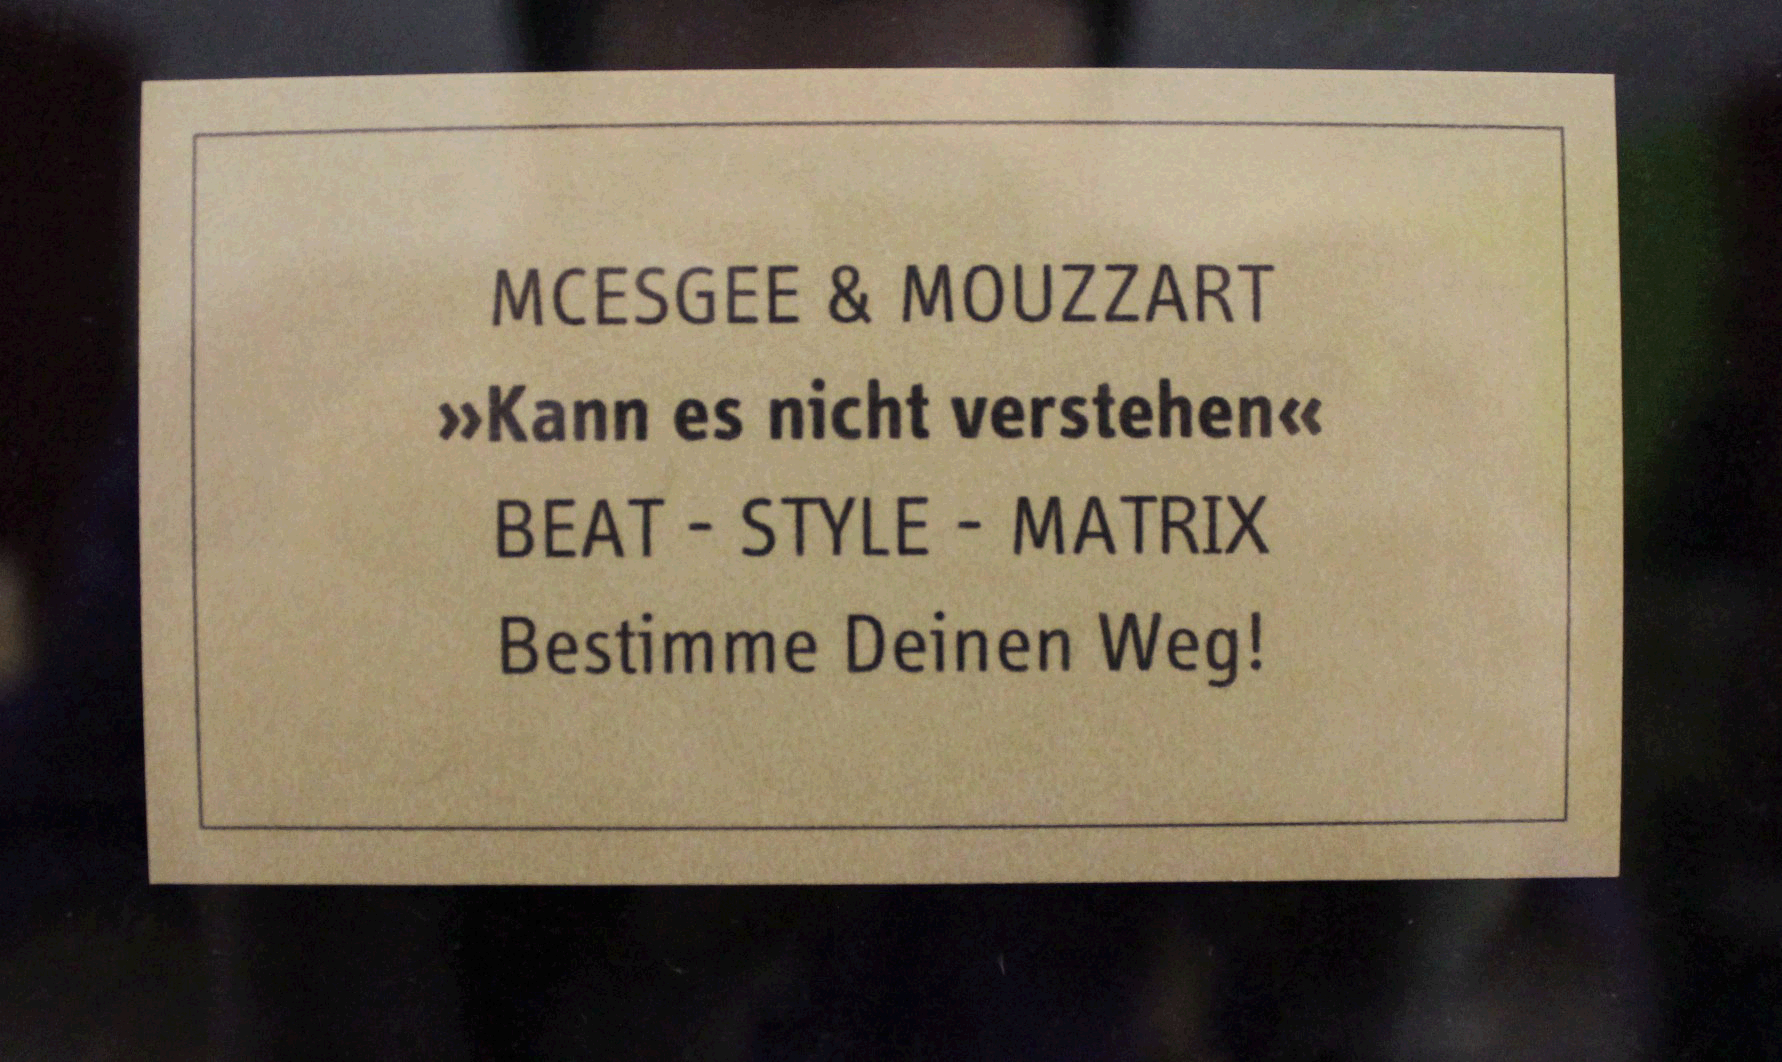 MCESGEE & MOUZZART
»Kann es nicht verstehen«
BEAT - STYLE - MATRIX
Bestimme Deinen Weg!